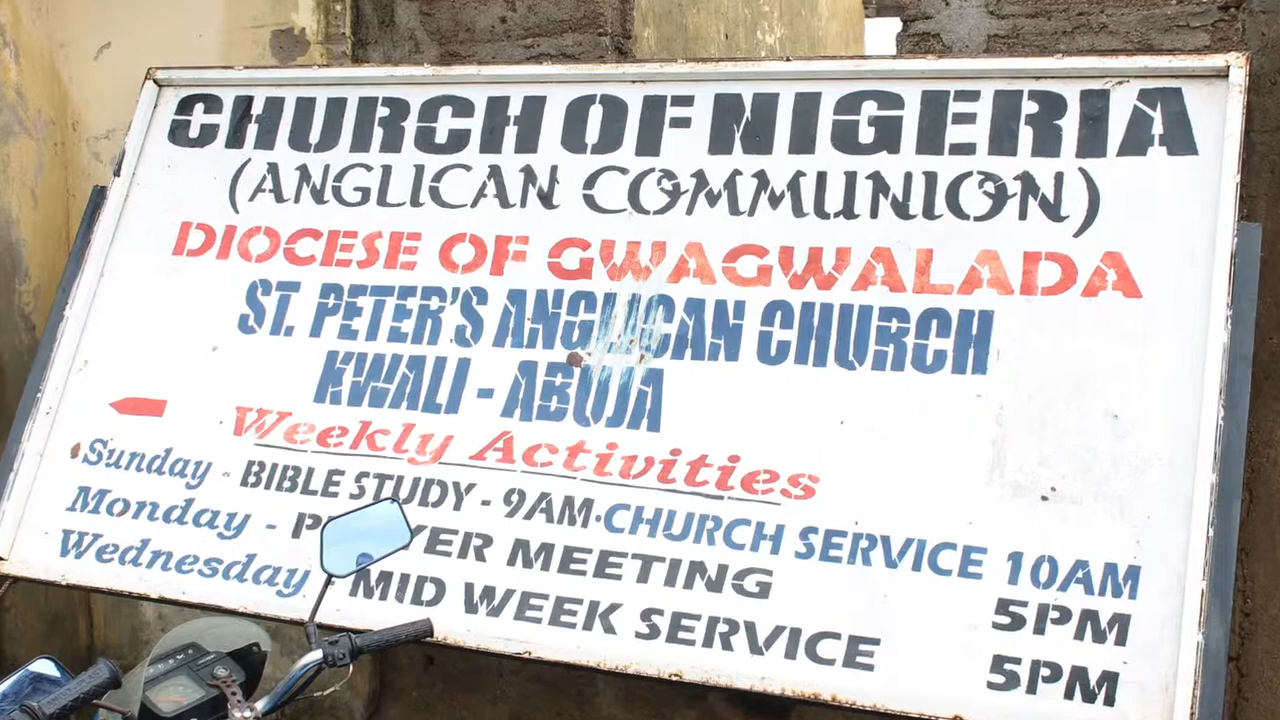 CHURCH OF NIGERIA
(ANGLICAN COMMUNION)
DIOCESE OF GWAGWALADA
ST. PETER'S ANGLICAN CHURCH
KWALI - ABUJA
Weekly Activities
Sunday - BIBLE STUDY - 9AM·CHURCH SERVICE 10AM
Monday - MEETING 5PM
Wednesday MID WEEK SERVICE 5PM